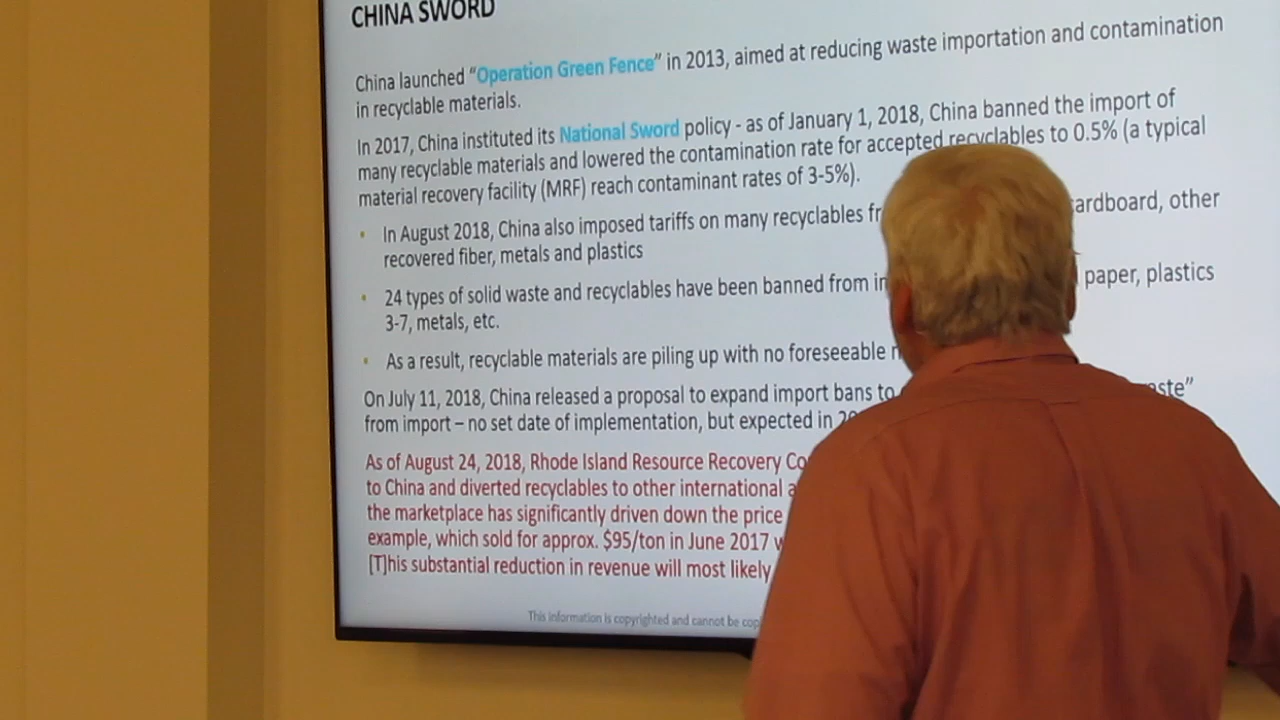 CHINA SWORD
China launched “Operation Green Fence” in 2013, aimed at reducing waste importation and contamination
in recyclable materials.
In 2017, China instituted its National Sword policy - as of January 1, 2018, China banned the import of
many recyclable materials and lowered the contamination rate for accepted recyclables to 0.5% (a typical
material recovery facility (MRF) reach contaminant rates of 3-5%).
• In August 2018, China also imposed tariffs on many recyclables other
recovered fiber, metals and plastics
• 24 types of solid waste and recyclables have been banned from paper, plastics
3-7, metals, etc.
• As a result, recyclable materials are piling up with no foreseeable
On July 11, 2018, China released a proposal to expand import bans to
from import – no set date of implementation, but expected in
As of August 24, 2018, Rhode Island Resource Recovery
to China and diverted recyclables to other international
the marketplace has significantly driven down the price
example, which sold for approx. $95/ton in June 2017
[T]his substantial reduction in revenue will most likely
This information is copyrighted and cannot be